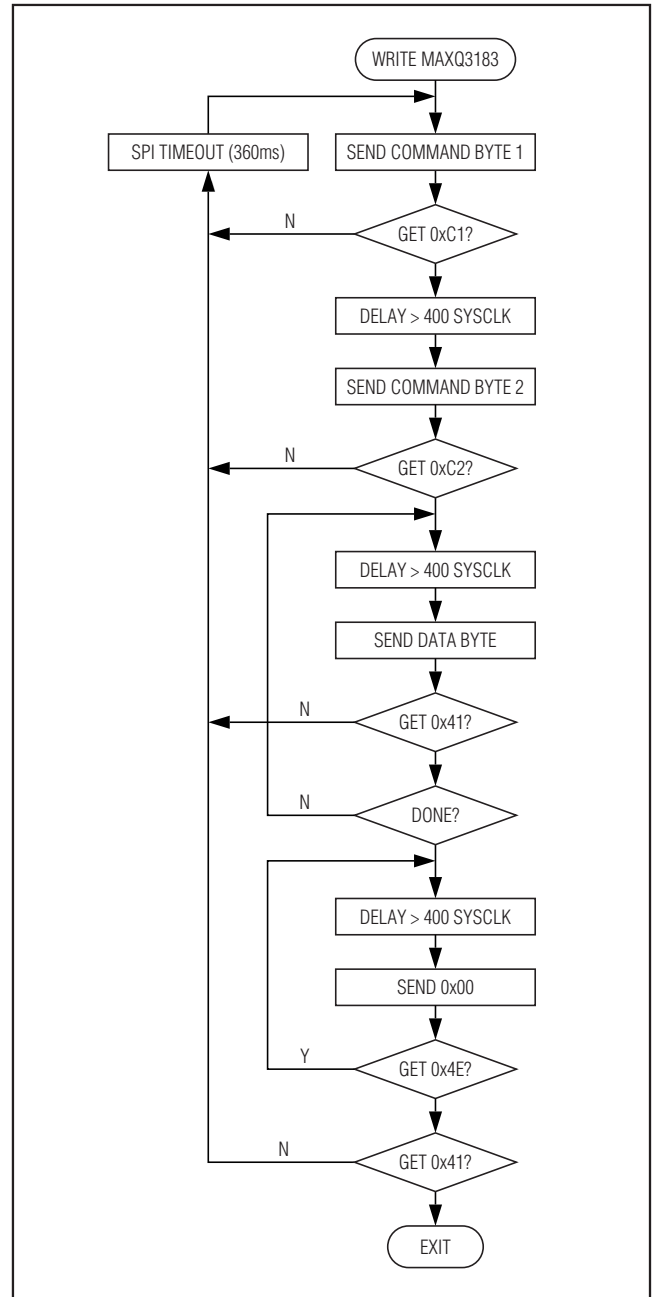 WRITE MAXQ3183
SPI TIMEOUT (360ms)
SEND COMMAND BYTE 1
N
GET 0xC1?
DELAY > 400 SYSCLK
SEND COMMAND BYTE 2
N
GET 0xC2?
DELAY > 400 SYSCLK
SEND DATA BYTE
N
GET 0x41?
N
DONE?
DELAY > 400 SYSCLK
SEND 0x00
Y
GET 0x4E?
N
GET 0x41?
EXIT